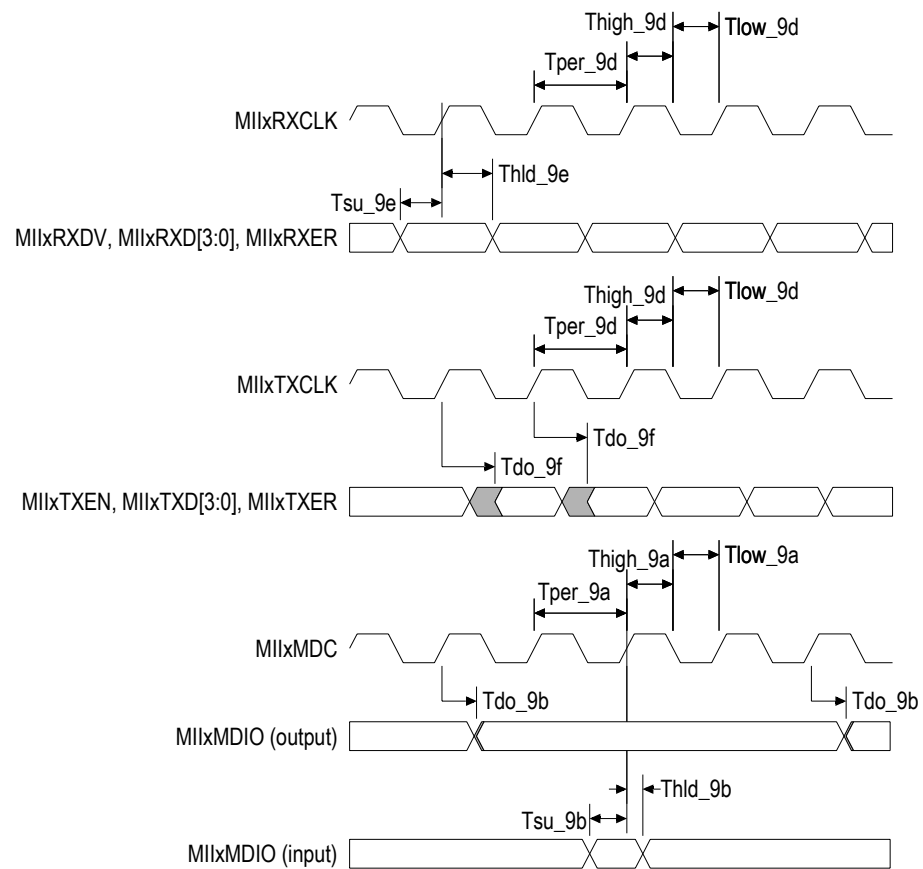 Thigh_9d
Tlow_9d
Tper_9d
MIIxRXCLK
Thld_9e
Tsu_9e
MIIxRXDV, MIIxRXD[3:0], MIIxRXER
Thigh_9d
Tlow_9d
Tper_9d
MIIxTXCLK
Tdo_9f
Tdo_9f
MIIxTXEN, MIIxTXD[3:0], MIIxTXER
Thigh_9a
Tlow_9a
Tper_9a
MIIxMDC
Tdo_9b
Tdo_9b
MIIxMDIO (output)
Thld_9b
Tsu_9b
MIIxMDIO (input)